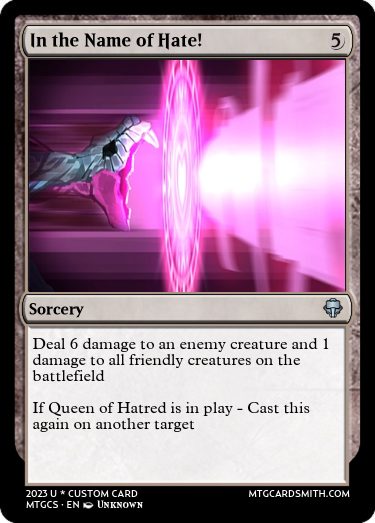 In the Name of Hate! 5
Sorcery
Deal 6 damage to an enemy creature and 1
damage to all friendly creatures on the
battlefield
If Queen of Hatred is in play - Cast this
again on another target
2023 U * CUSTOM CARD
MTGCS · EN Unknown
MTGCARDSMITH.COM